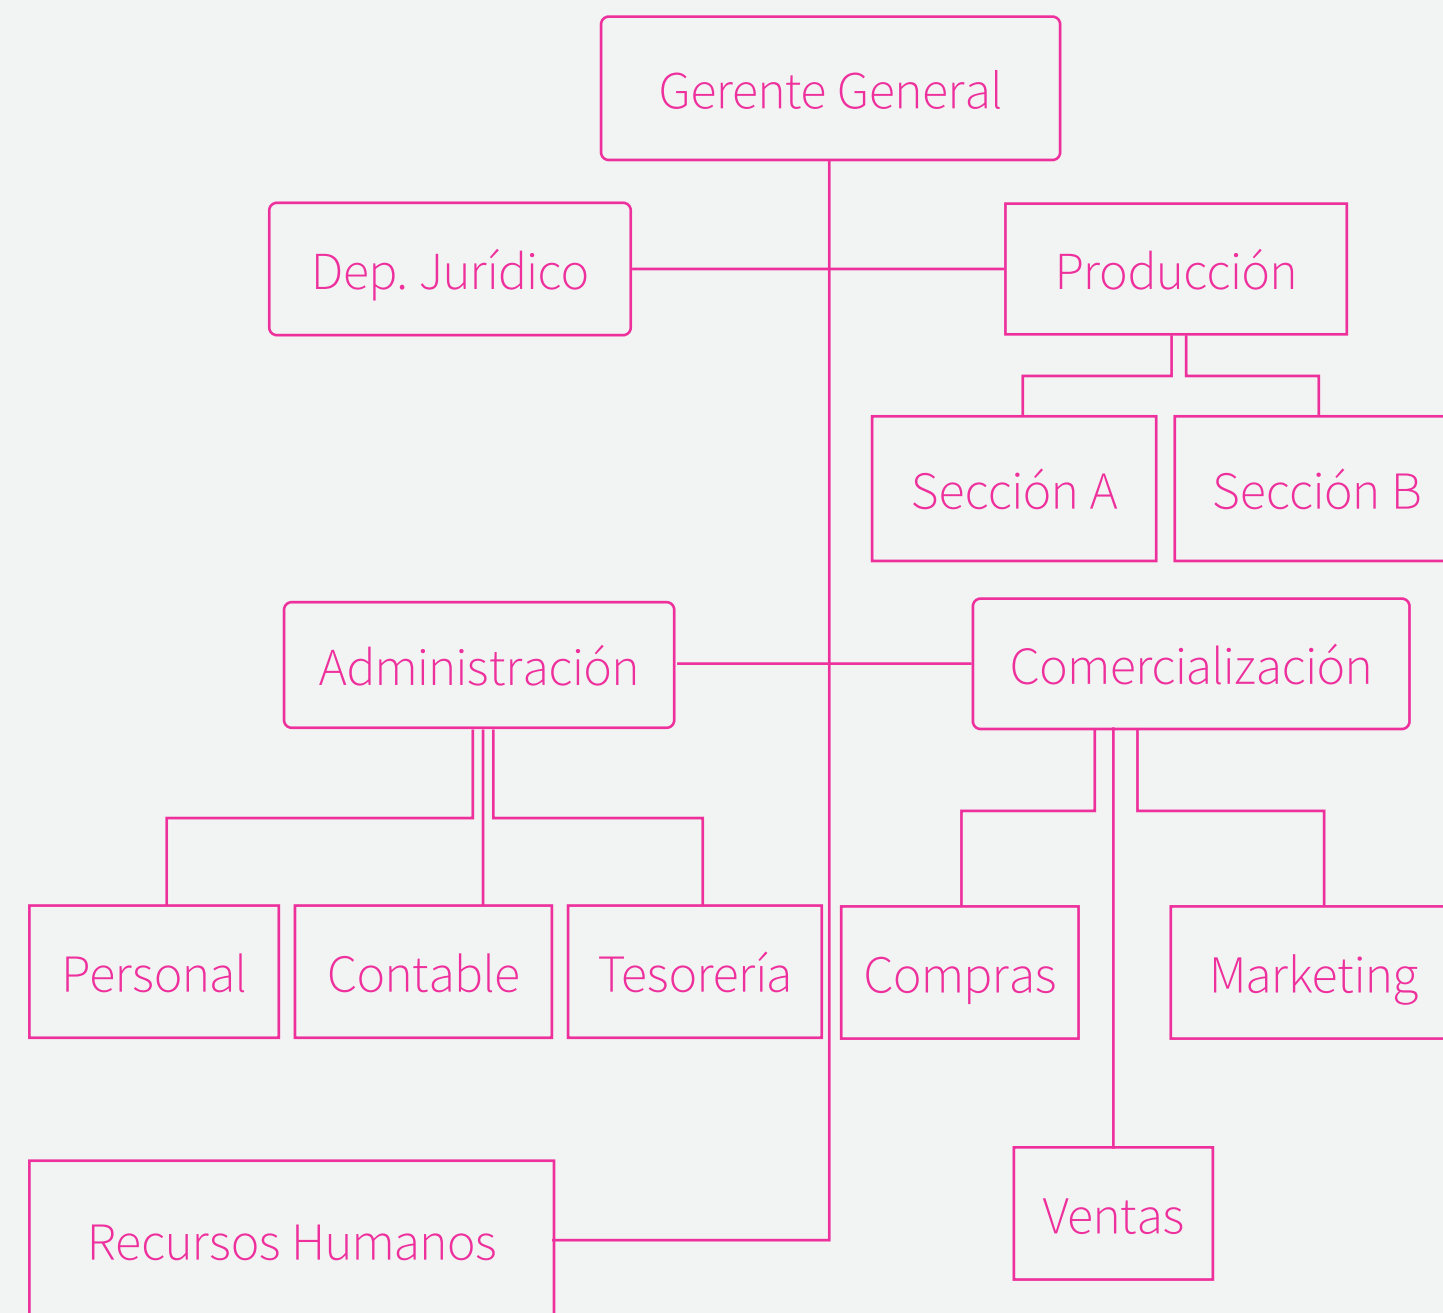 Gerente General
Dep. Jurídico
Producción
Sección A
Sección B
Administración
Comercialización
Personal
Contable
Tesorería
Compras
Marketing
Ventas
Recursos Humanos